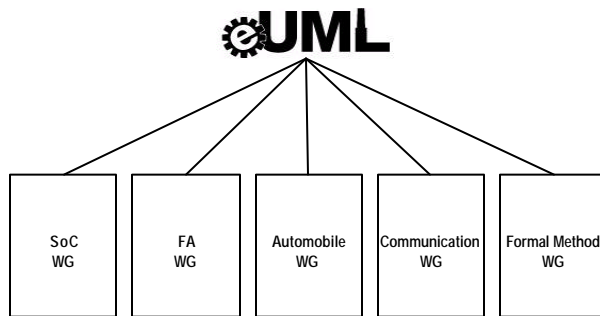 eUML
SoC
WG
FA
WG
Automobile
WG
Communication
WG
Formal Method
WG